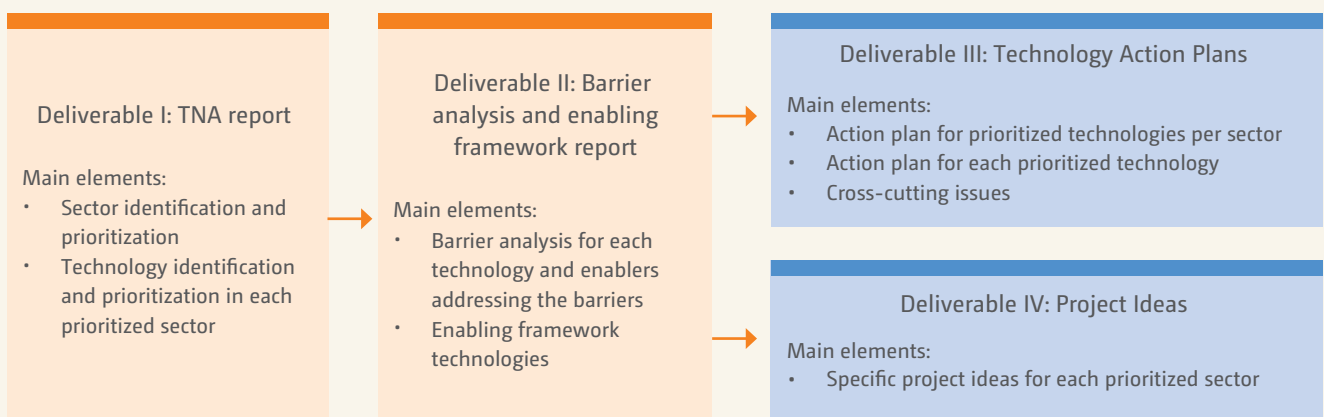 Deliverable I: TNA report
Main elements:
• Sector identification and
prioritization
• Technology identification
and prioritization in each
prioritized sector
Deliverable II: Barrier
analysis and enabling
framework report
Main elements:
• Barrier analysis for each
technology and enablers
addressing the barriers
• Enabling framework
technologies
Deliverable III: Technology Action Plans
Main elements:
• Action plan for prioritized technologies per sector
• Action plan for each prioritized technology
• Cross-cutting issues
Deliverable IV: Project Ideas
Main elements:
• Specific project ideas for each prioritized sector